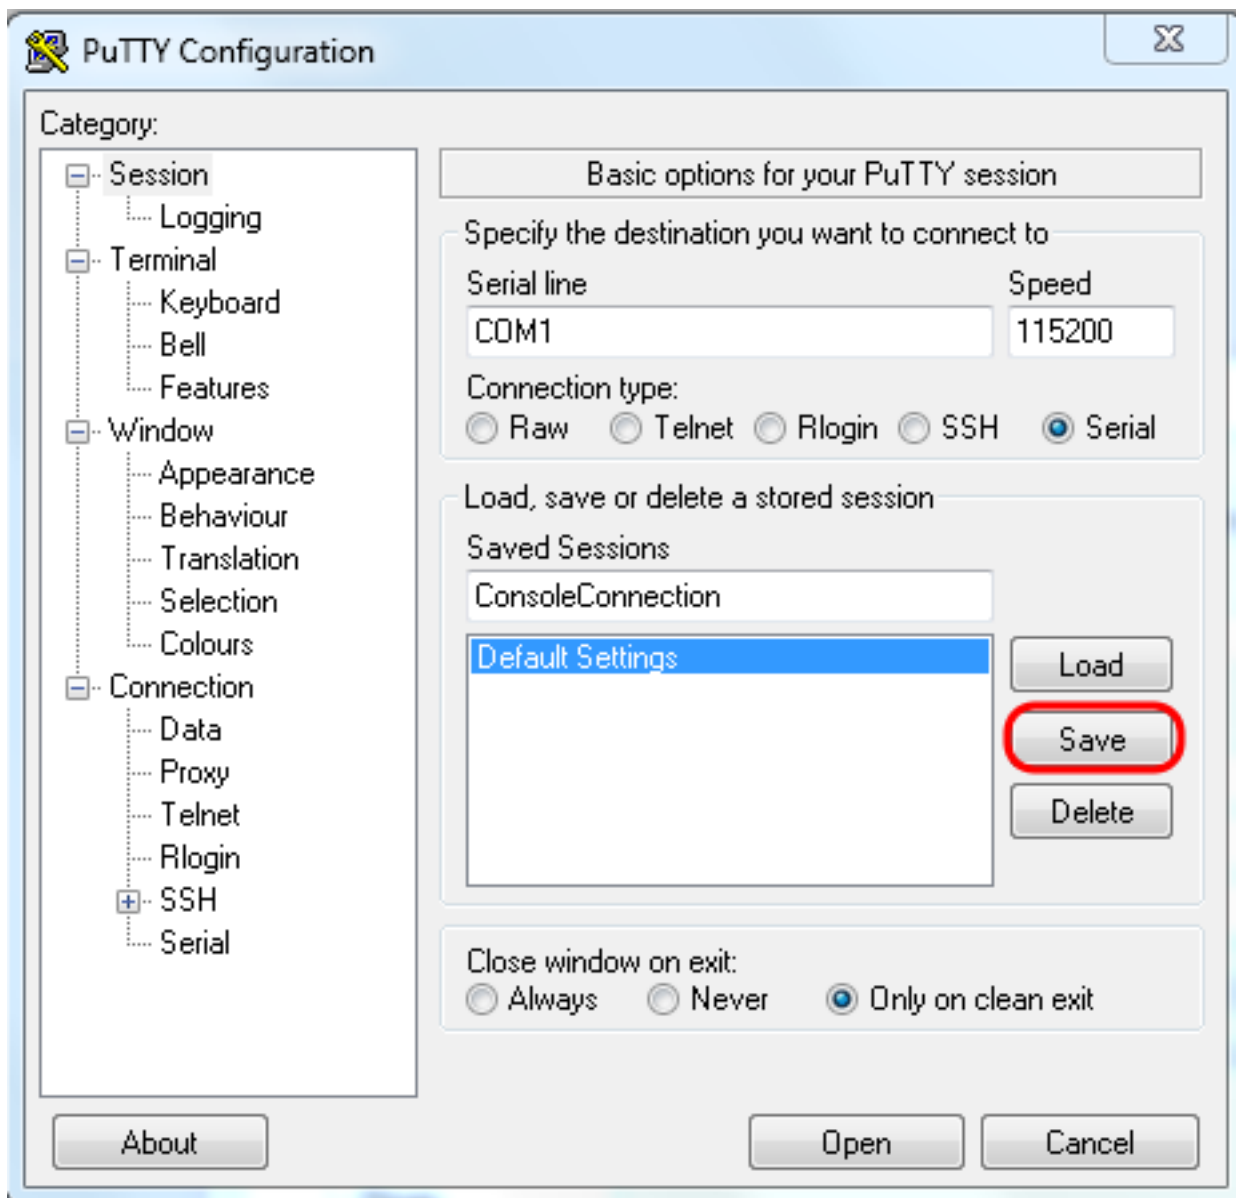 PuTTY Configuration
Category:
Session
Logging
Terminal
Keyboard
Bell
Features
Window
Appearance
Behaviour
Translation
Selection
Colours
Connection
Data
Proxy
Telnet
Rlogin
SSH
Serial
Basic options for your PuTTY session
Specify the destination you want to connect to
Serial line Speed
COM1 115200
Connection type:
Raw Telnet Rlogin SSH Serial
Load, save or delete a stored session
Saved Sessions
ConsoleConnection
Default Settings
Load
Save
Delete
Close window on exit:
Always Never Only on clean exit
About Open Cancel